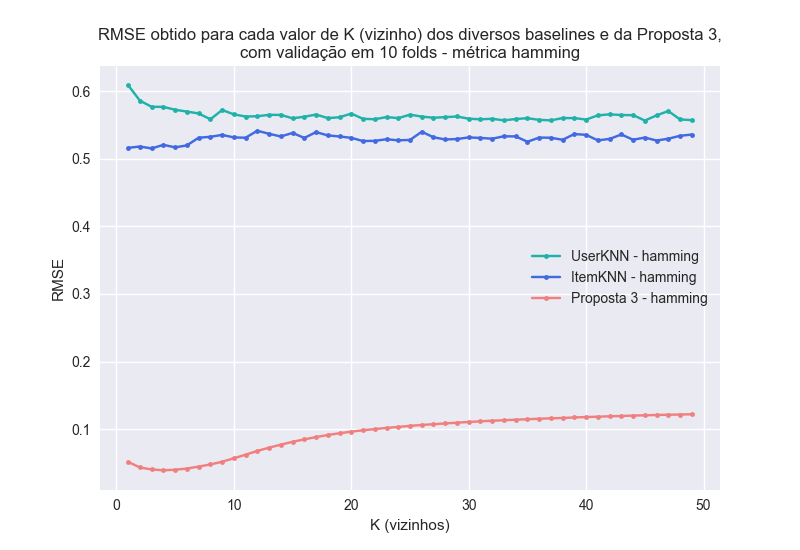 RMSE obtido para cada valor de K (vizinho) dos diversos baselines e da Proposta 3,
com validação em 10 folds - métrica hamming
0.6
0.5
0.4
0.3
0.2
0.1
RMSE
UserKNN - hamming
ItemKNN - hamming
Proposta 3 - hamming
0
10
20
30
40
50
K (vizinhos)